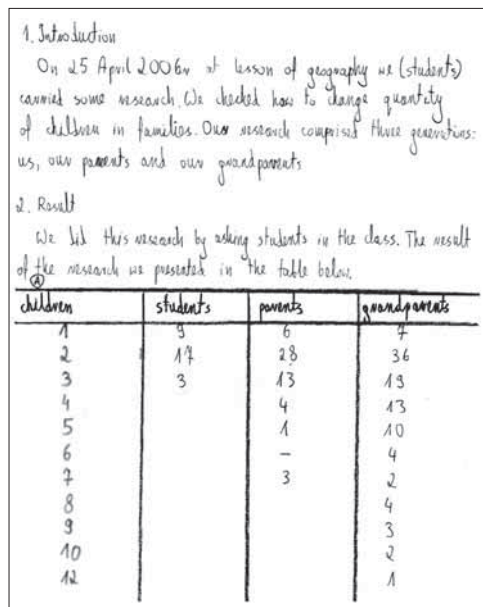 1. Introduction
On 25 April 2006r at lesson of geography we (students)
carried some research. We checked how to change quantity
of children in families. Our research comprised three generations:
us, our parents and our grandparents
2. Result
We did this research by asking students in the class. The result
of the research we presented in the table below.
A
children students parents grandparents
1 9 6 7
2 17 28 36
3 3 13 19
4 4 13
5 1 10
6 – 4
7 3 2
8 4
9 3
10 2
12 1